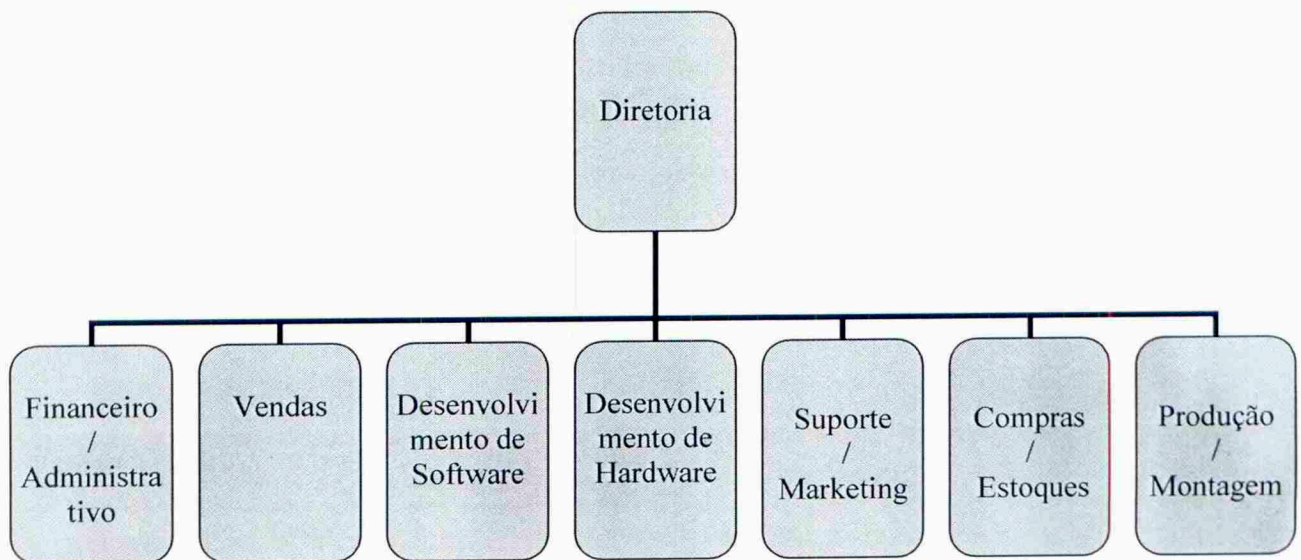 Diretoria
Financeiro
/
Administra
tivo
Vendas
Desenvolvi
mento de
Software
Desenvolvi
mento de
Hardware
Suporte
/
Marketing
Compras
/
Estoques
Produção
/
Montagem